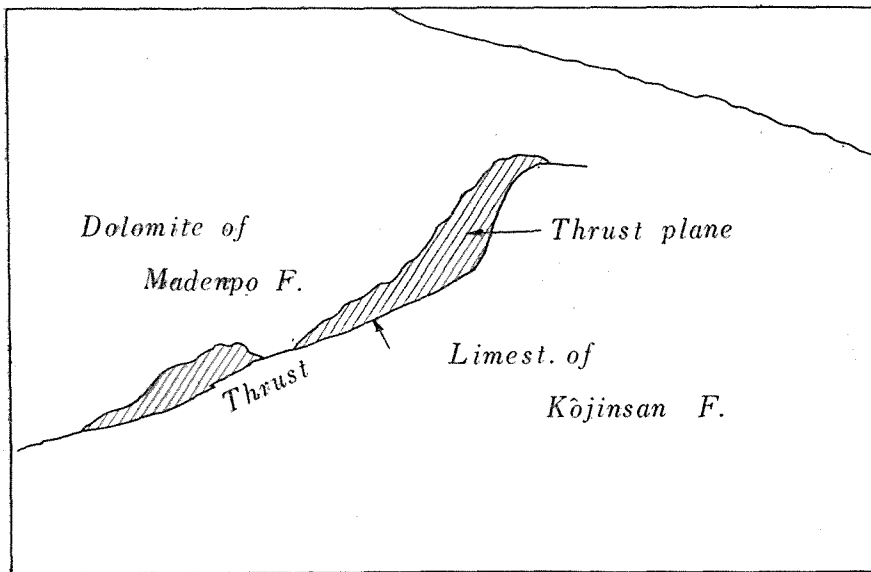 Dolomite of
Madenpo F.
Thrust plane
Thrust
Limest. of
Kôjinsan F.